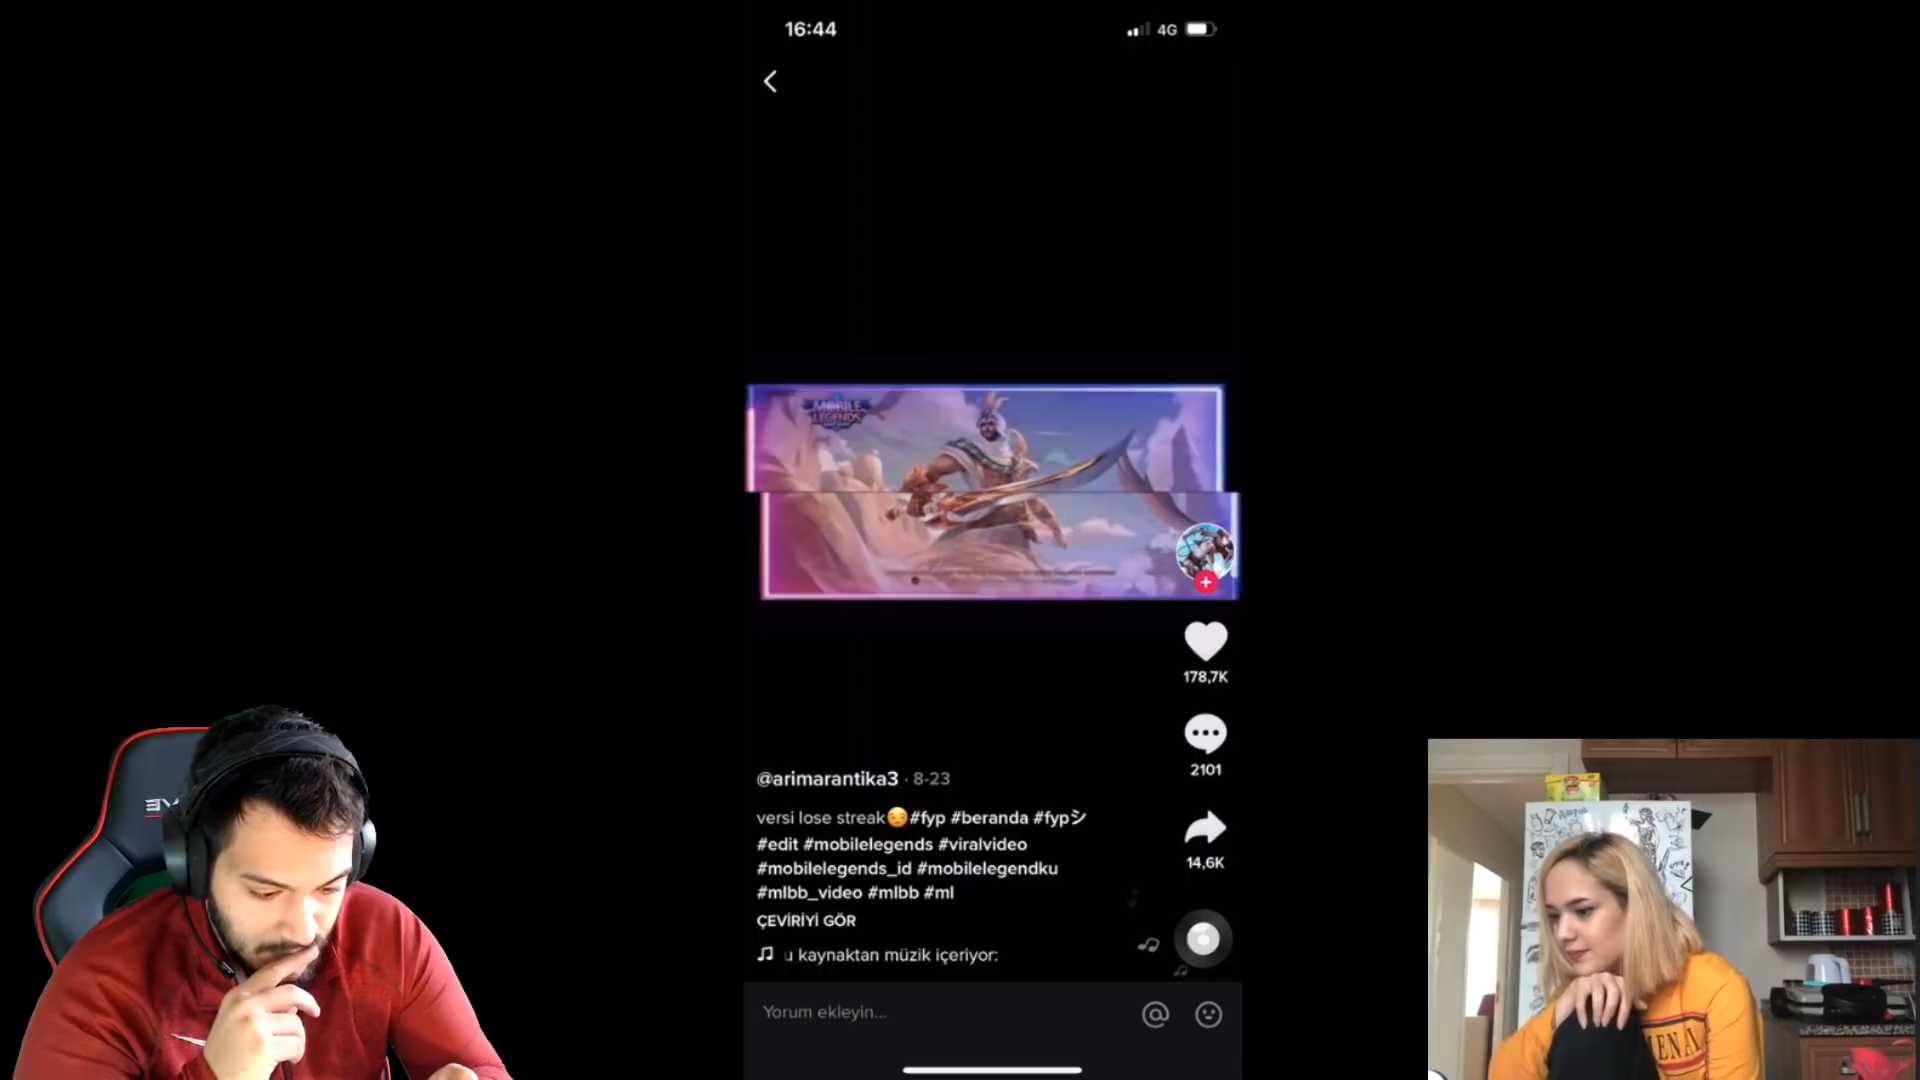 16:44
4G
MOBILE
LEGENDS
178,7K
2101
14,6K
@arimarantika3 · 8-23
versi lose streak😒#fyp #beranda #fypシ
#edit #mobilelegends #viralvideo
#mobilelegends_id #mobilelegendku
#mlbb_video #mlbb #ml
ÇEVİRİYİ GÖR
u kaynaktan müzik içeriyor:
Yorum ekleyin...